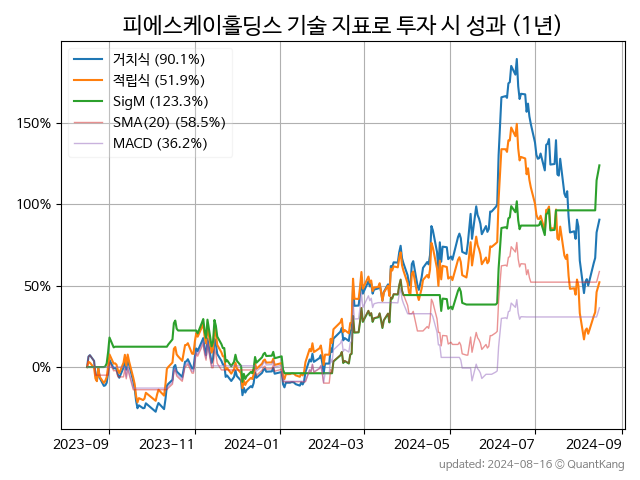 피에스케이홀딩스 기술 지표로 투자 시 성과 (1년)
거치식 (90.1%)
적립식 (51.9%)
SigM (123.3%)
SMA(20) (58.5%)
MACD (36.2%)
150%
100%
50%
0%
2023-09 2023-11 2024-01 2024-03 2024-05 2024-07 2024-09
updated: 2024-08-16 © QuantKang